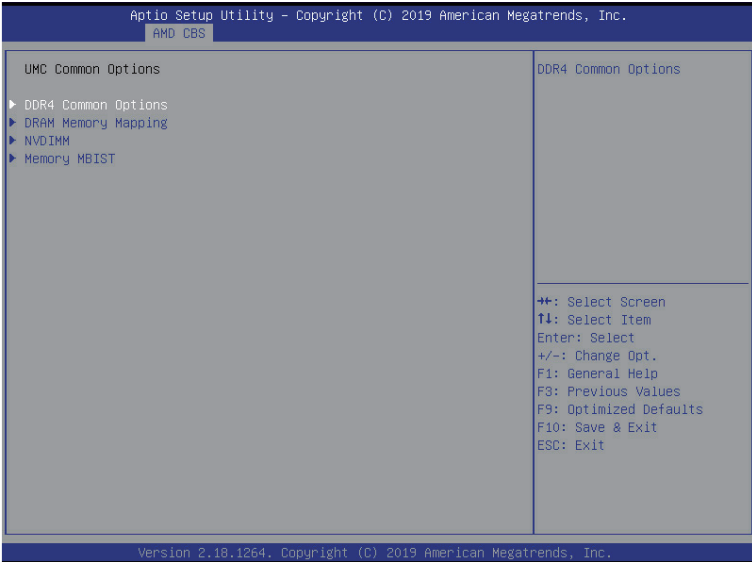 Aptio Setup Utility – Copyright (C) 2019 American Megatrends, Inc.
AMD CBS
UMC Common Options
DDR4 Common Options
DRAM Memory Mapping
NVDIMM
Memory MBIST
DDR4 Common Options
→←: Select Screen
↑↓: Select Item
Enter: Select
+/-: Change Opt.
F1: General Help
F3: Previous Values
F9: Optimized Defaults
F10: Save & Exit
ESC: Exit
Version 2.18.1264. Copyright (C) 2019 American Megatrends, Inc.